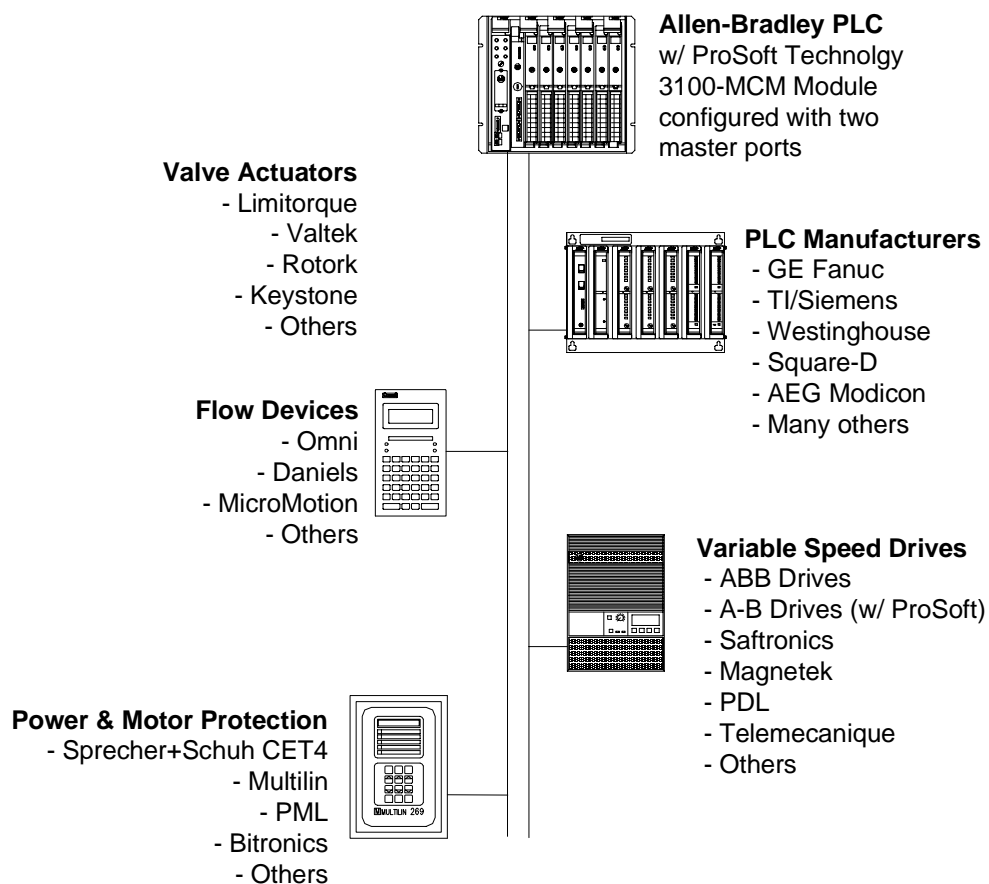 Allen-Bradley PLC
w/ ProSoft Technolgy
3100-MCM Module
configured with two
master ports
Valve Actuators
- Limitorque
- Valtek
- Rotork
- Keystone
- Others
PLC Manufacturers
- GE Fanuc
- TI/Siemens
- Westinghouse
- Square-D
- AEG Modicon
- Many others
Flow Devices
- Omni
- Daniels
- MicroMotion
- Others
Variable Speed Drives
- ABB Drives
- A-B Drives (w/ ProSoft)
- Saftronics
- Magnetek
- PDL
- Telemecanique
- Others
Power & Motor Protection
- Sprecher+Schuh CET4
- Multilin
- PML
- Bitronics
- Others
MULTILIN 269